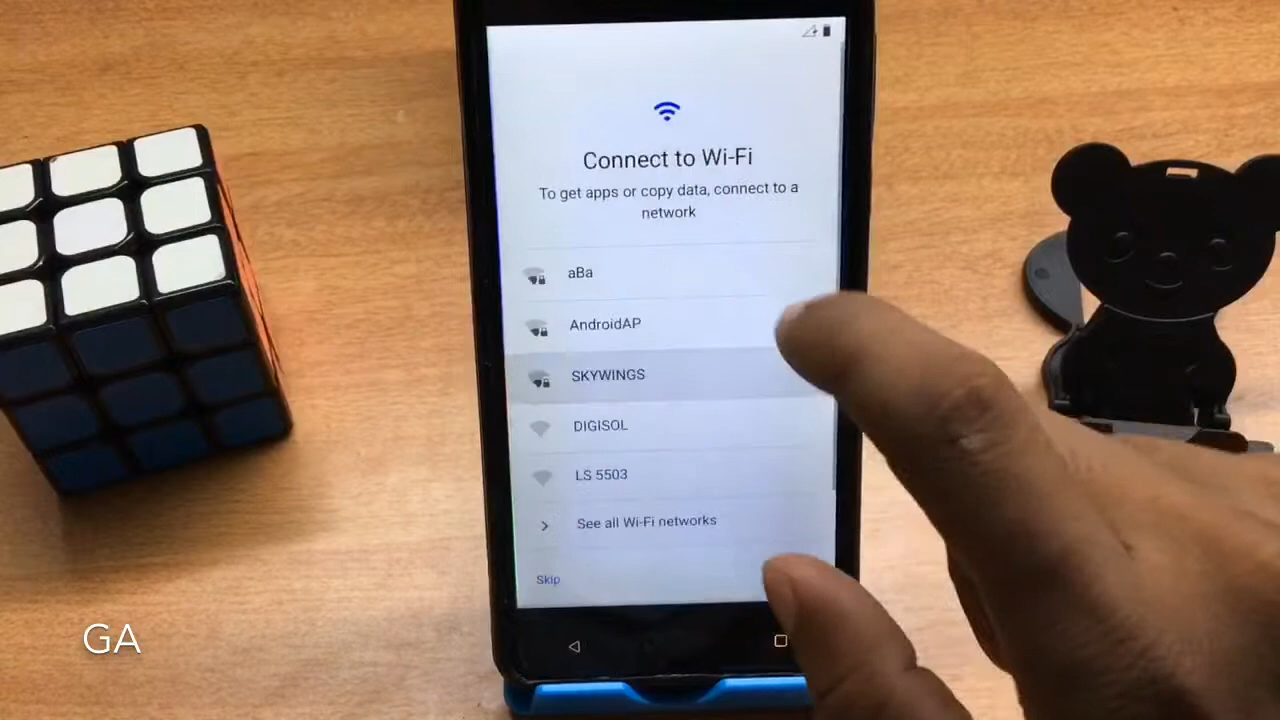 Connect to Wi-Fi
To get apps or copy data, connect to a
network
aBa
AndroidAP
SKYWINGS
DIGISOL
LS 5503
See all Wi-Fi networks
Skip
GA